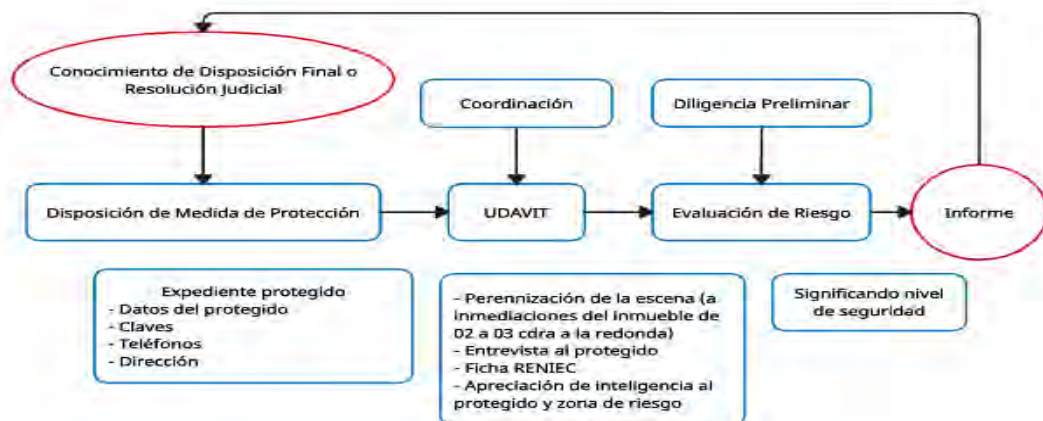 Conocimiento de Disposición Final o
Resolución Judicial
Coordinación
Diligencia Preliminar
Disposición de Medida de Protección
UDAVIT
Evaluación de Riesgo
Informe
Expediente protegido
- Datos del protegido
- Claves
- Teléfonos
- Dirección
- Perennización de la escena (a
inmediaciones del inmueble de
02 a 03 cdra a la redonda)
- Entrevista al protegido
- Ficha RENIEC
- Apreciación de inteligencia al
protegido y zona de riesgo
Significando nivel
de seguridad